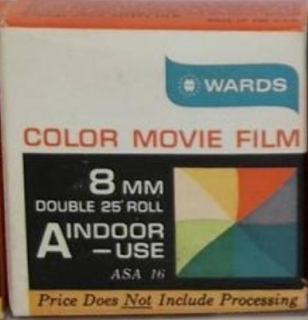 WARDS
COLOR MOVIE FILM
8 MM
DOUBLE 25' ROLL
A INDOOR
-USE
ASA 16
Price Does Not Include Processing